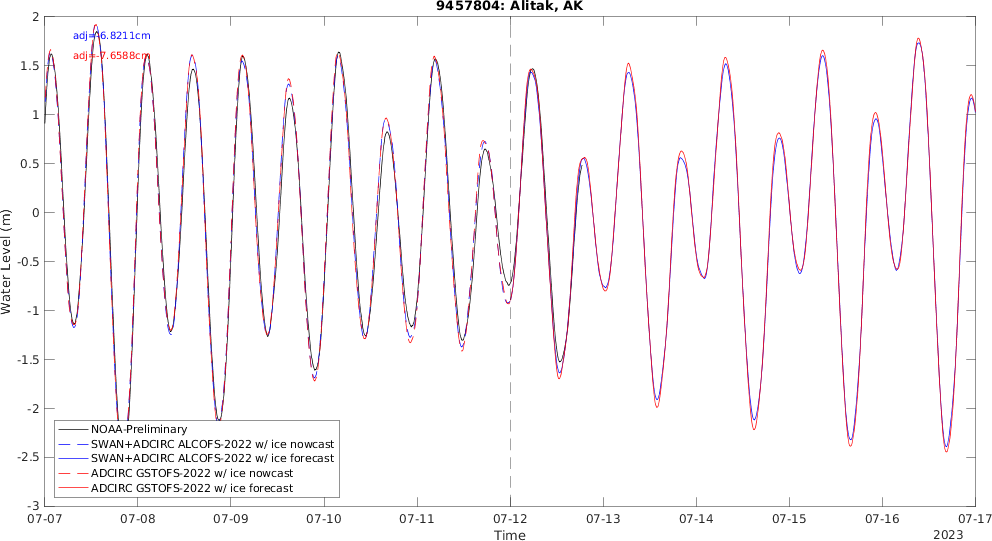 9457804: Alitak, AK
adj=-6.8211cm
adj=-7.6588cm
Water Level (m)
2
1.5
1
0.5
0
-0.5
-1
-1.5
-2
-2.5
-3
NOAA-Preliminary
SWAN+ADCIRC ALCOFS-2022 w/ ice nowcast
SWAN+ADCIRC ALCOFS-2022 w/ ice forecast
ADCIRC GSTOFS-2022 w/ ice nowcast
ADCIRC GSTOFS-2022 w/ ice forecast
07-07 07-08 07-09 07-10 07-11 07-12 07-13 07-14 07-15 07-16 07-17
Time
2023